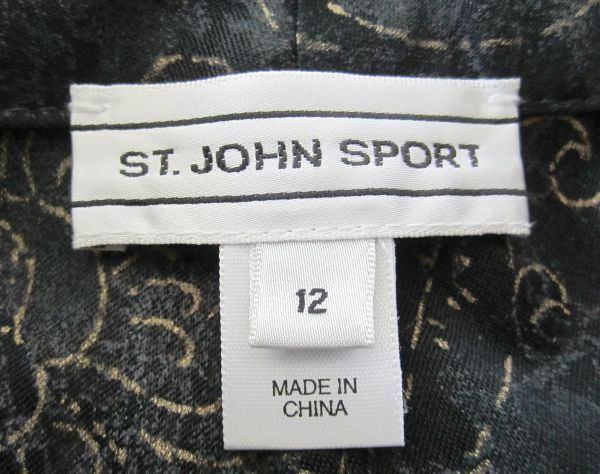 ST. JOHN SPORT
12
MADE IN
CHINA